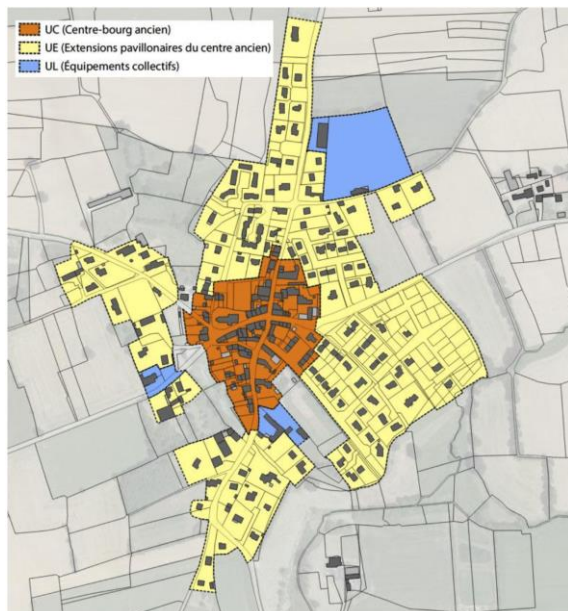 UC (Centre-bourg ancien)
UE (Extensions pavillonaires du centre ancien)
UL (Équipements collectifs)